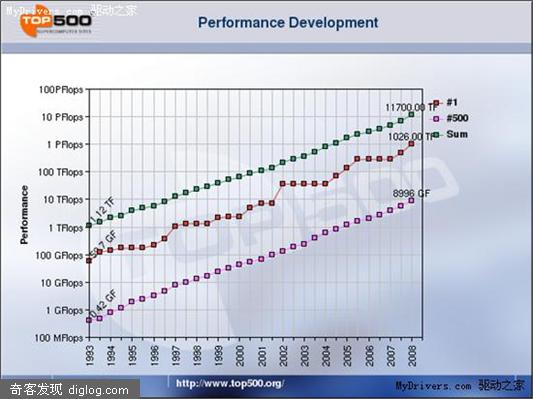 MyDrivers.com 驱动之家
TOP500
SUPERCOMPUTER SITES
Performance Development
100 PFlops
10 PFlops
1 PFlops
100 TFlops
10 TFlops
1 TFlops
100 GFlops
10 GFlops
1 GFlops
100 MFlops
Performance
11700.00 TF
1026.00 TF
8996 GF
1.12 TF
59.7 GF
0.42 GF
#1
#500
Sum
TOP500
1993
1994
1995
1996
1997
1998
1999
2000
2001
2002
2003
2004
2005
2006
2007
2008
http://www.top500.org/
奇客发现 diglog.com
MyDrivers.com 驱动之家